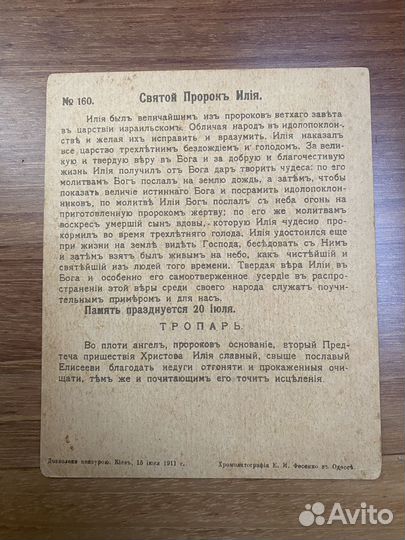 № 160.
Святой Пророкъ Илія.
Илія былъ величайшимъ изъ пророковъ ветхаго завѣта
въ царствіи израильскомъ. Обличая народъ въ идолопоклон-
ствѣ и желая ихъ исправить и вразумить. Илія наказал
все царство трехлѣтнимъ бездождіемъ и голодомъ. За вели-
кую и твердую вѣру въ Бога и за добрую и благочестивую
жизнь Илія получилъ отъ Бога даръ творить чудеса: по его
молитвамъ Богъ послалъ на землю дождь, а затѣмъ, чтобы
показать величіе истиннаго Бога и посрамить идолопоклон-
никовъ, по молитвѣ Иліи Богъ послалъ съ неба огонь на
приготовленную пророкомъ жертву; по его же молитвамъ
воскресъ умершій сынъ вдовы, которую Илія чудесно про-
кормилъ во время трехлѣтняго голода. Илія удостоился еще
при жизни на землѣ видѣть Господа, бесѣдовать съ Нимъ
и затѣмъ взятъ былъ живымъ на небо, какъ чистѣйшій и
святѣйшій изъ людей того времени. Твердая вѣра Иліи въ
Бога и особенно его самоотверженное усердіе въ распро-
страненіи этой вѣры среди своего народа служатъ поучи-
тельнымъ примѣромъ и для насъ.
Память празднуется 20 іюля.
ТРОПАРЬ.
Во плоти ангел, пророковъ основаніе, вторый Пред-
теча пришествія Христова Илія славный, свыше пославый
Елисееви благодать недуги отгоняти и прокаженныя очи-
щати, тѣмъ же и почитающимъ его точитъ исцѣленія.
Дозволено цензурою. Кіевъ, 15 іюля 1911 г.
Хромолитографія Е. И. Фесенко въ Одессѣ.
Avito